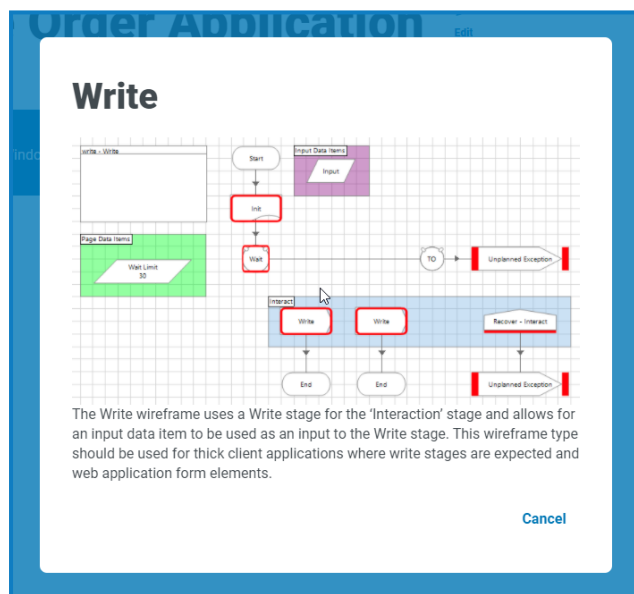 Order Application
Edit
indo
Write
write - Write
Start
Input Data Items
Input
Init
Page Data Items
Wait Limit
30
Wait
TO
Unplanned Exception
Interact
Write
Write
Recover - Interact
End
End
Unplanned Exception
The Write wireframe uses a Write stage for the ‘Interaction’ stage and allows for
an input data item to be used as an input to the Write stage. This wireframe type
should be used for thick client applications where write stages are expected and
web application form elements.
Cancel